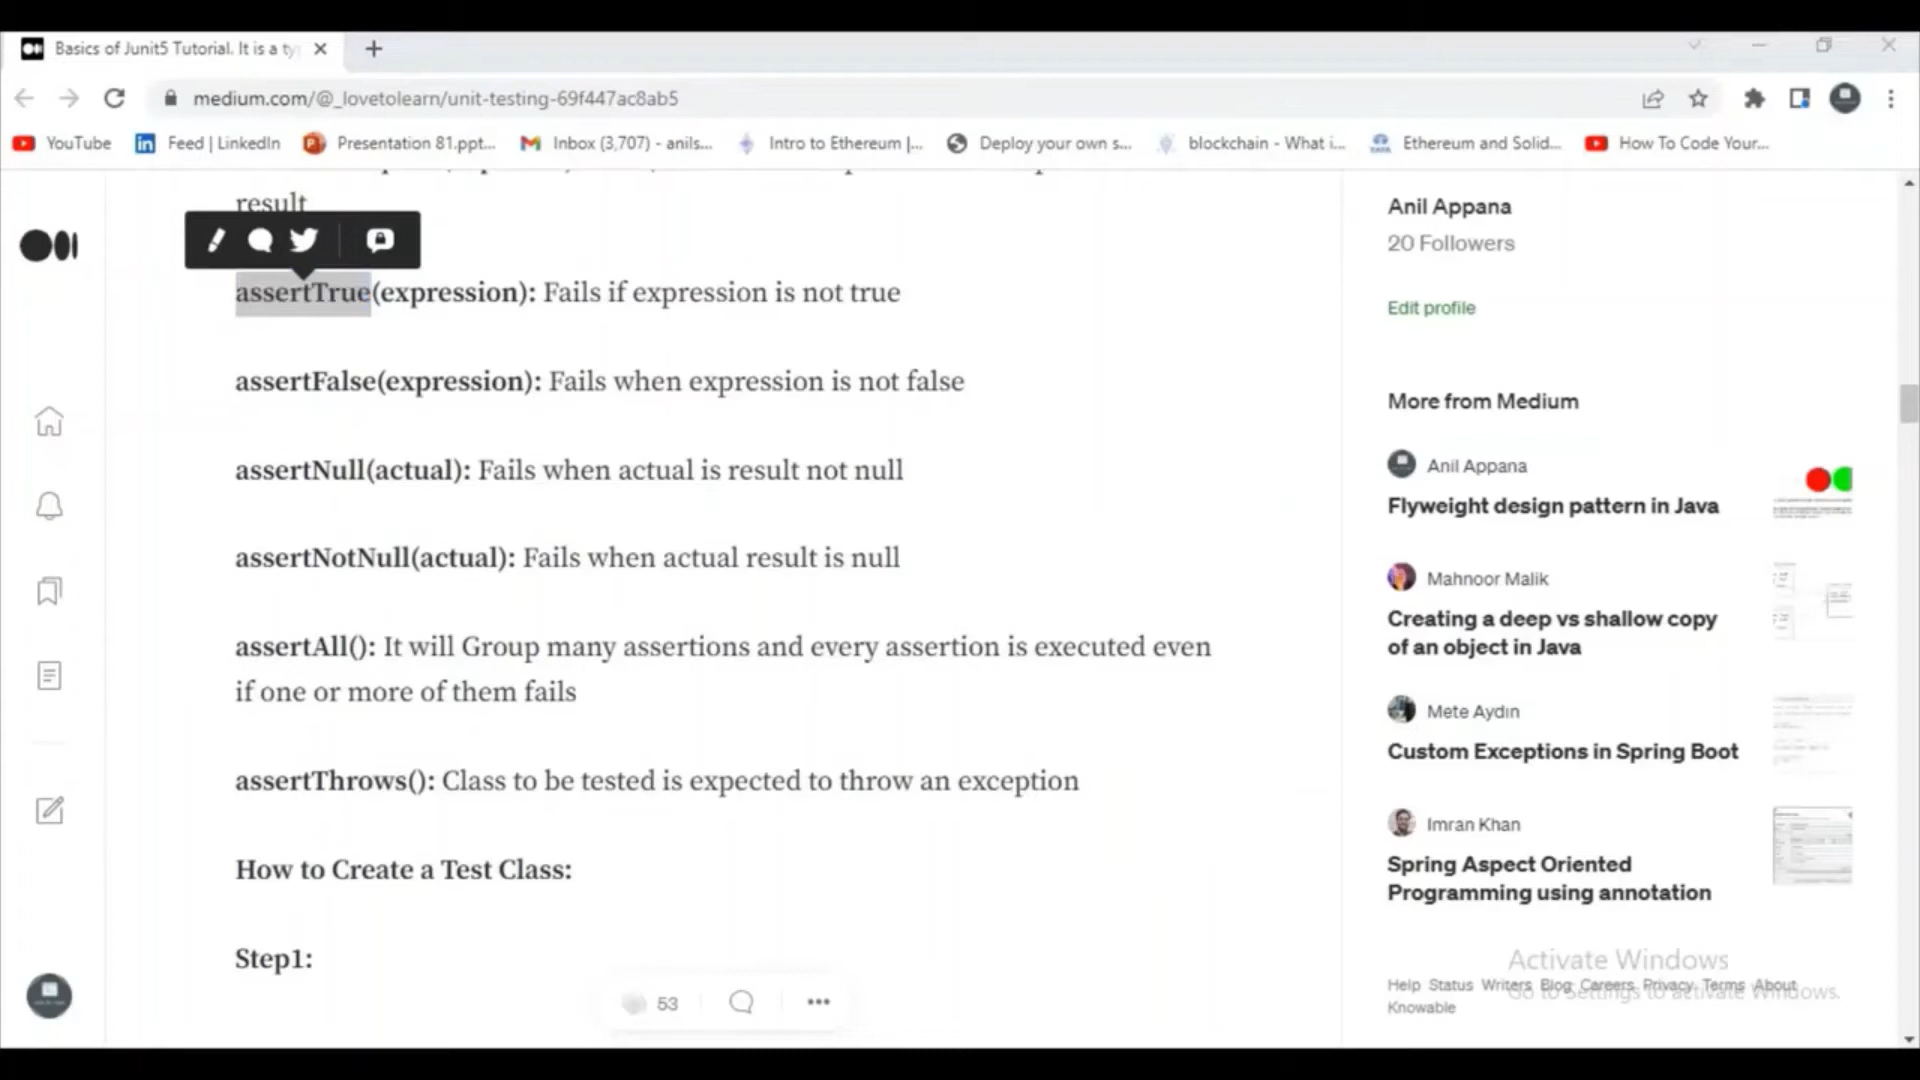 Basics of Junit5 Tutorial. It is a ty
medium.com/@_lovetolearn/unit-testing-69f447ac8ab5
YouTube
Feed | LinkedIn
Presentation 81.ppt...
Inbox (3,707) - anils...
Intro to Ethereum |...
Deploy your own s...
blockchain - What i...
Ethereum and Solid...
How To Code Your...
result
assertTrue(expression): Fails if expression is not true
assertFalse(expression): Fails when expression is not false
assertNull(actual): Fails when actual is result not null
assertNotNull(actual): Fails when actual result is null
assertAll(): It will Group many assertions and every assertion is executed even
if one or more of them fails
assertThrows(): Class to be tested is expected to throw an exception
How to Create a Test Class:
Step1:
53
Anil Appana
20 Followers
Edit profile
More from Medium
Anil Appana
Flyweight design pattern in Java
Mahnoor Malik
Creating a deep vs shallow copy
of an object in Java
Mete Aydın
Custom Exceptions in Spring Boot
Imran Khan
Spring Aspect Oriented
Programming using annotation
Activate Windows
Go to Settings to activate Windows.
Help Status Writers Blog Careers Privacy Terms About
Knowable